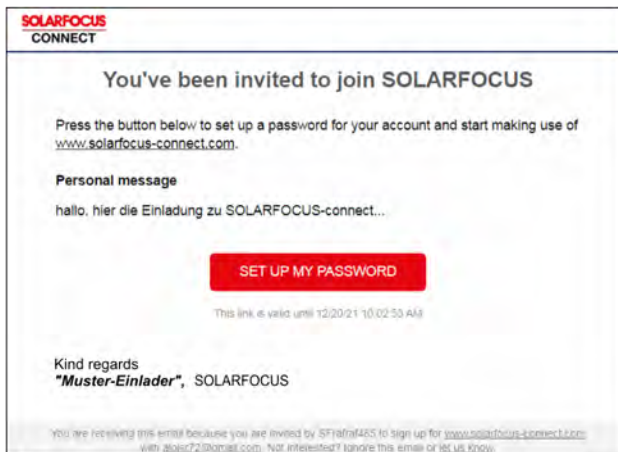 SOLARFOCUS
CONNECT
You've been invited to join SOLARFOCUS
Press the button below to set up a password for your account and start making use of
www.solarfocus-connect.com.
Personal message
hallo, hier die Einladung zu SOLARFOCUS-connect...
SET UP MY PASSWORD
This link is valid until 12/20/21 10:02:53 AM
Kind regards
"Muster-Einlader", SOLARFOCUS
You are receiving this email because you are invited by to sign up for www.solarfocus-connect.com
with Not interested? Ignore this email or let us know.